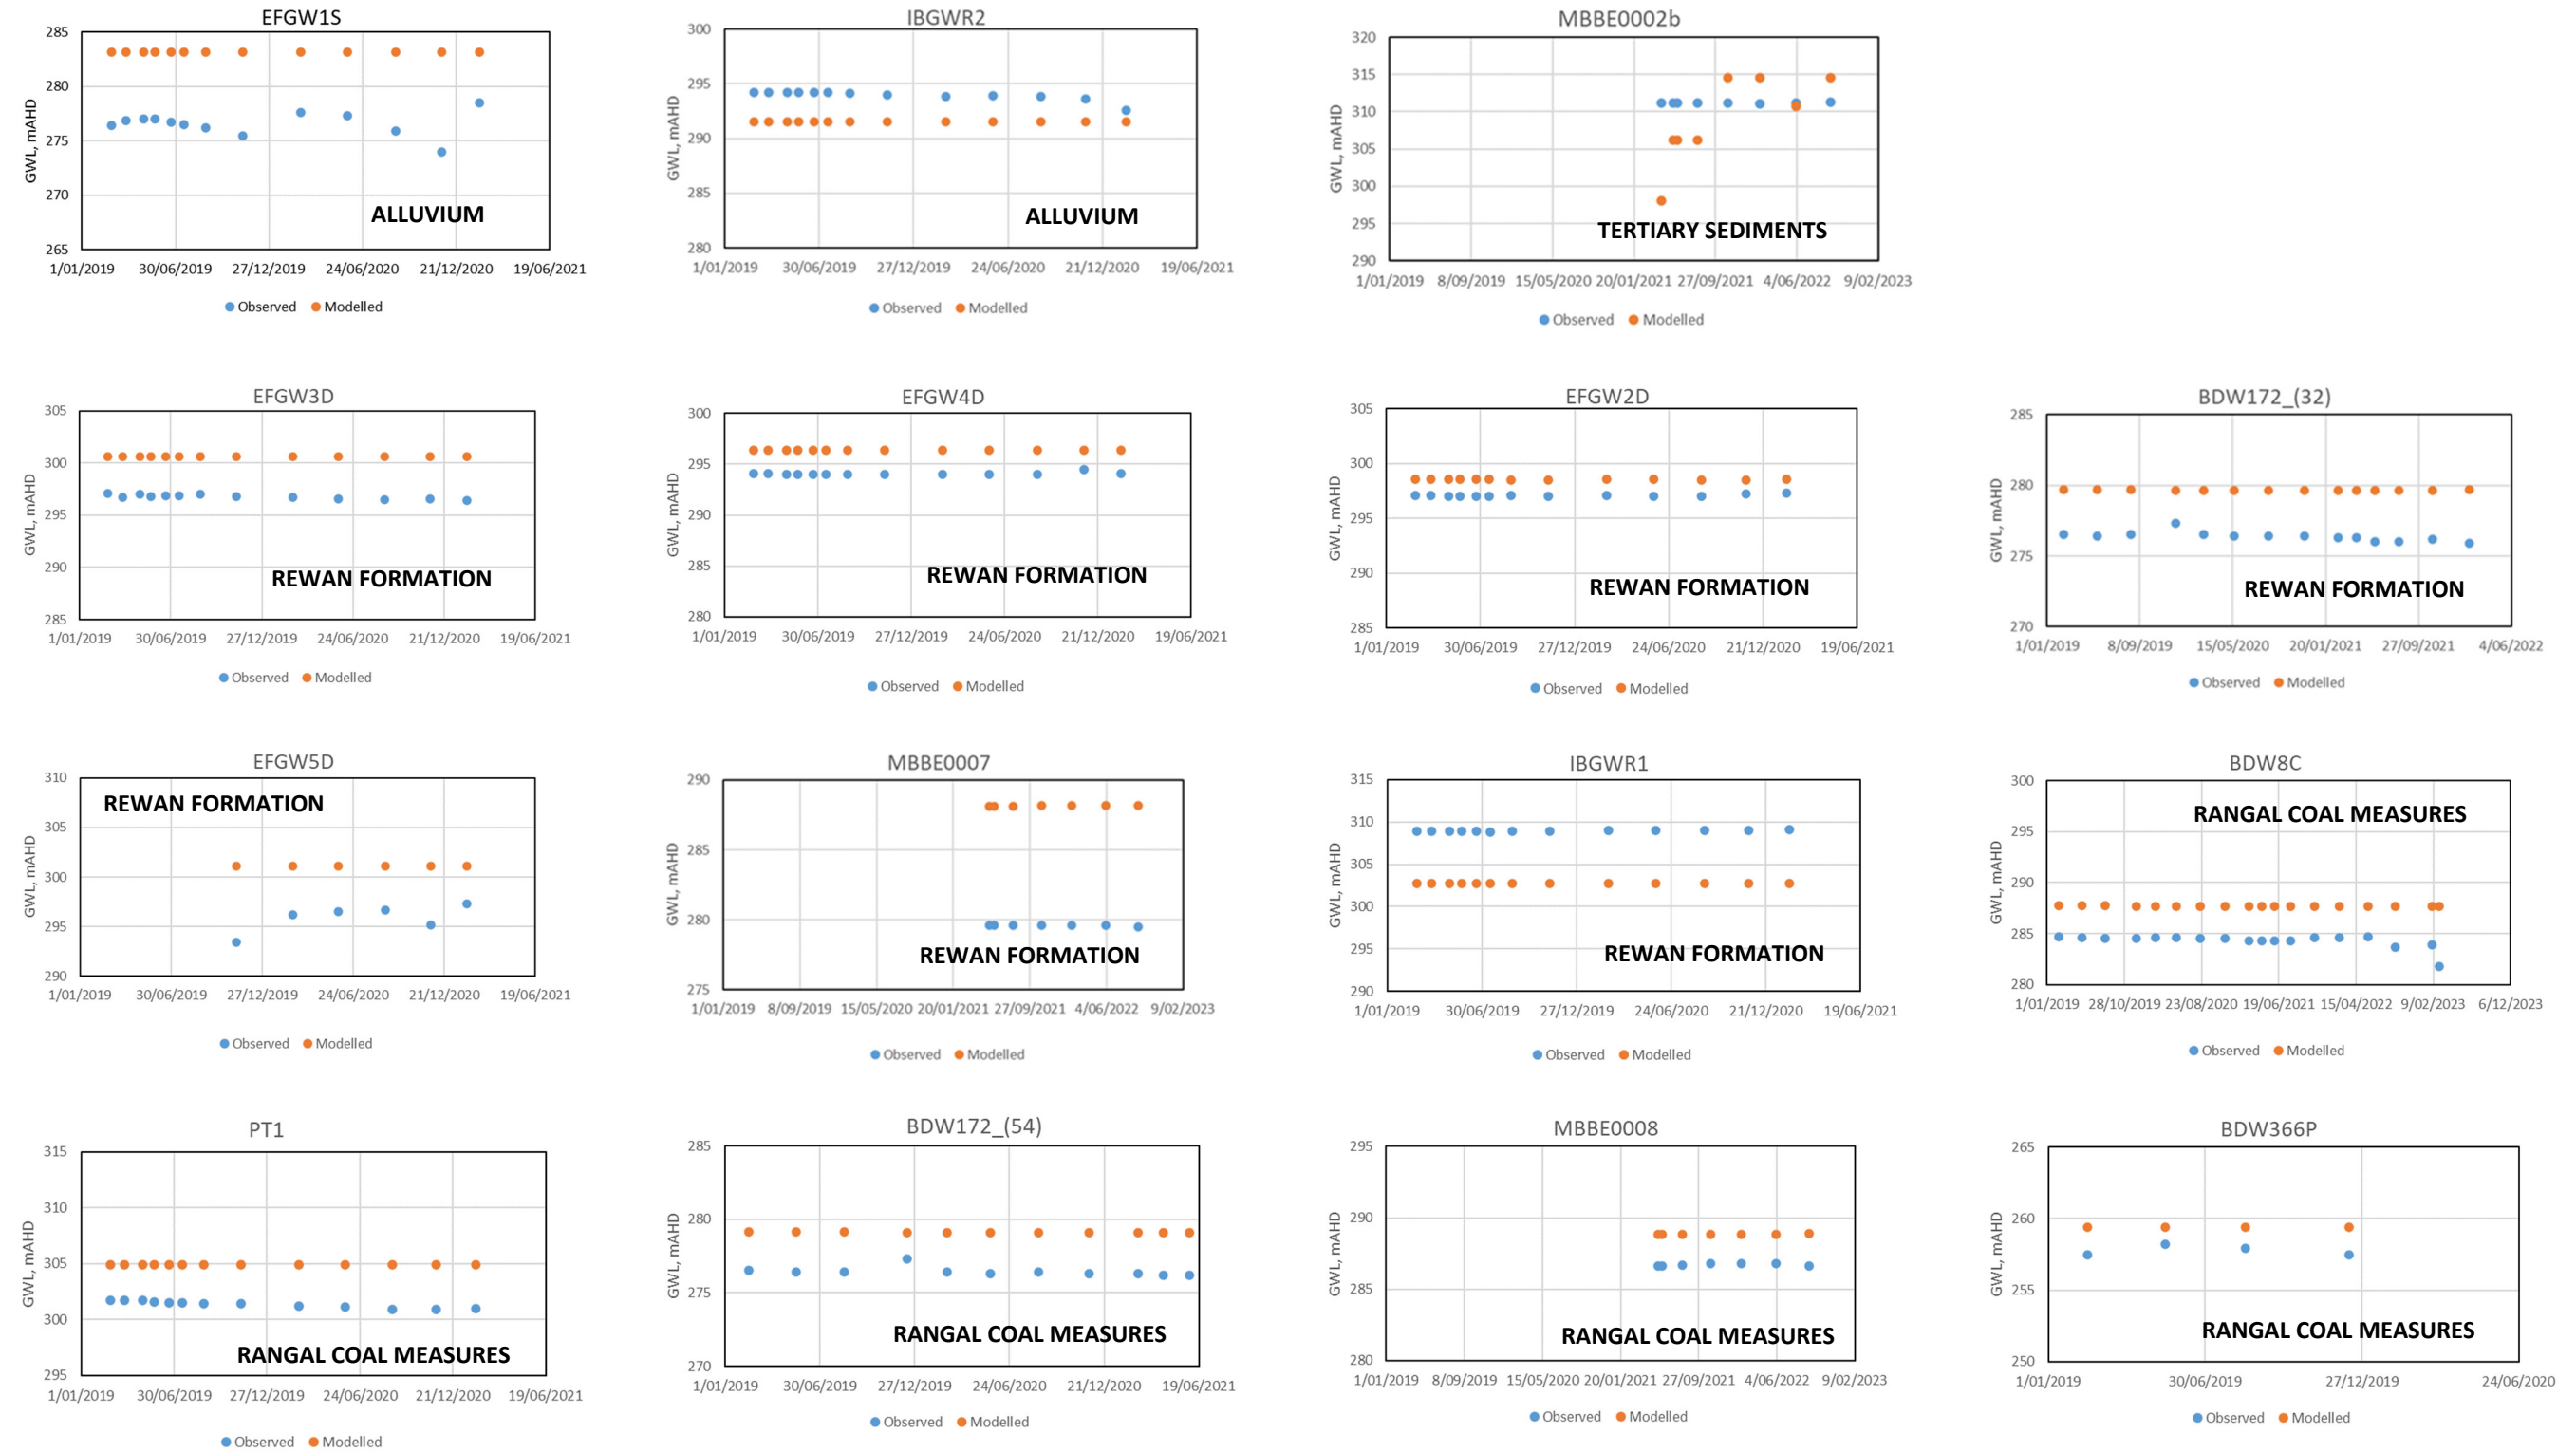 EFGW1S
285
280
275
270
265
GWL, mAHD
ALLUVIUM
1/01/2019 30/06/2019 27/12/2019 24/06/2020 21/12/2020 19/06/2021
Observed Modelled
IBGWR2
300
295
290
285
280
GWL, mAHD
ALLUVIUM
1/01/2019 30/06/2019 27/12/2019 24/06/2020 21/12/2020 19/06/2021
Observed Modelled
MBBE0002b
320
315
310
305
300
295
290
GWL, mAHD
TERTIARY SEDIMENTS
1/01/2019 8/09/2019 15/05/2020 20/01/2021 27/09/2021 4/06/2022 9/02/2023
Observed Modelled
EFGW3D
305
300
295
290
285
GWL, mAHD
REWAN FORMATION
1/01/2019 30/06/2019 27/12/2019 24/06/2020 21/12/2020 19/06/2021
Observed Modelled
EFGW4D
300
295
290
285
280
GWL, mAHD
REWAN FORMATION
1/01/2019 30/06/2019 27/12/2019 24/06/2020 21/12/2020 19/06/2021
Observed Modelled
EFGW2D
305
300
295
290
285
GWL, mAHD
REWAN FORMATION
1/01/2019 30/06/2019 27/12/2019 24/06/2020 21/12/2020 19/06/2021
Observed Modelled
BDW172_(32)
285
280
275
270
GWL, mAHD
REWAN FORMATION
1/01/2019 8/09/2019 15/05/2020 20/01/2021 27/09/2021 4/06/2022
Observed Modelled
EFGW5D
310
305
300
295
290
GWL, mAHD
REWAN FORMATION
1/01/2019 30/06/2019 27/12/2019 24/06/2020 21/12/2020 19/06/2021
Observed Modelled
MBBE0007
290
285
280
275
GWL, mAHD
REWAN FORMATION
1/01/2019 8/09/2019 15/05/2020 20/01/2021 27/09/2021 4/06/2022 9/02/2023
Observed Modelled
IBGWR1
315
310
305
300
295
290
GWL, mAHD
REWAN FORMATION
1/01/2019 30/06/2019 27/12/2019 24/06/2020 21/12/2020 19/06/2021
Observed Modelled
BDW8C
300
295
290
285
280
GWL, mAHD
RANGAL COAL MEASURES
1/01/2019 28/10/2019 23/08/2020 19/06/2021 15/04/2022 9/02/2023 6/12/2023
Observed Modelled
PT1
315
310
305
300
295
GWL, mAHD
RANGAL COAL MEASURES
1/01/2019 30/06/2019 27/12/2019 24/06/2020 21/12/2020 19/06/2021
Observed Modelled
BDW172_(54)
285
280
275
270
GWL, mAHD
RANGAL COAL MEASURES
1/01/2019 30/06/2019 27/12/2019 24/06/2020 21/12/2020 19/06/2021
Observed Modelled
MBBE0008
295
290
285
280
GWL, mAHD
RANGAL COAL MEASURES
1/01/2019 8/09/2019 15/05/2020 20/01/2021 27/09/2021 4/06/2022 9/02/2023
Observed Modelled
BDW366P
265
260
255
250
GWL, mAHD
RANGAL COAL MEASURES
1/01/2019 30/06/2019 27/12/2019 24/06/2020
Observed Modelled